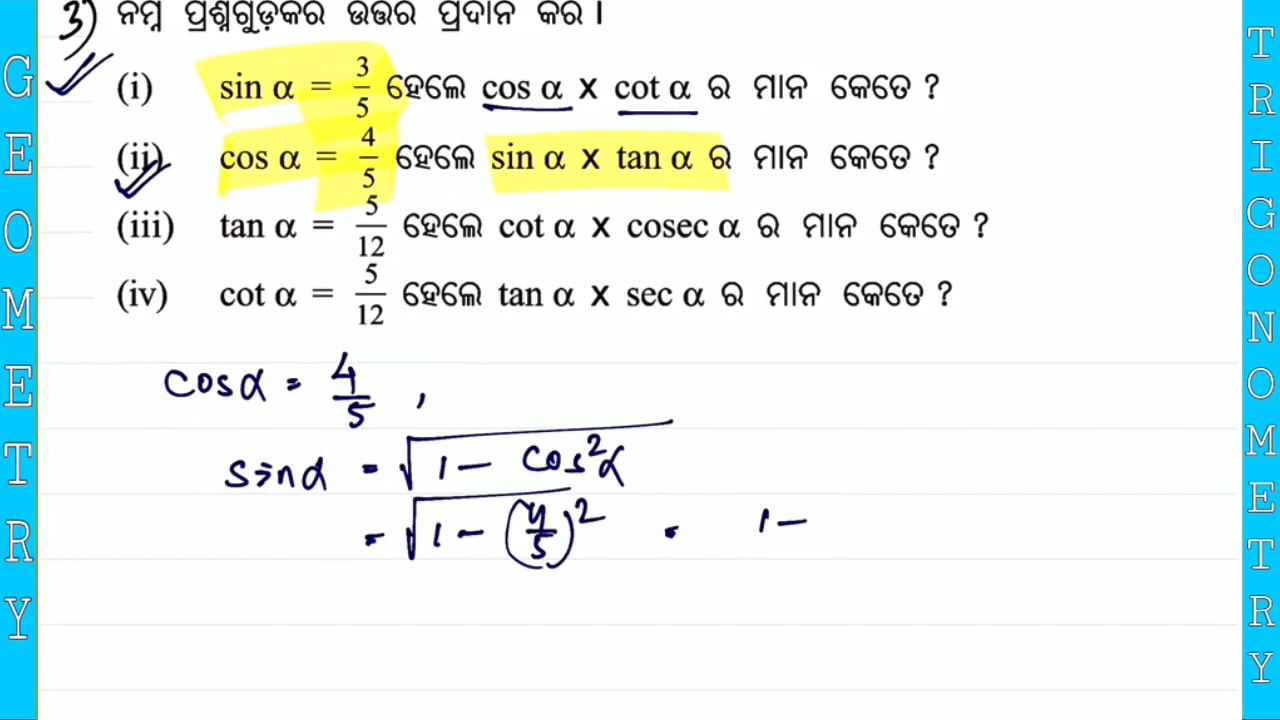 GEOMETRY
3) ନିମ୍ନ ପ୍ରଶ୍ନଗୁଡ଼ିକର ଉତ୍ତର ପ୍ରଦାନ କର ।
(i) sin α = 3/5 ହେଲେ cos α x cot α ର ମାନ କେତେ ?
(ii) cos α = 4/5 ହେଲେ sin α x tan α ର ମାନ କେତେ ?
(iii) tan α = 5/12 ହେଲେ cot α x cosec α ର ମାନ କେତେ ?
(iv) cot α = 5/12 ହେଲେ tan α x sec α ର ମାନ କେତେ ?
cosα = 4/5 ,
sinα = √(1 - cos²α)
= √(1 - (4/5)²) = 1 -
TRIGONOMETRY